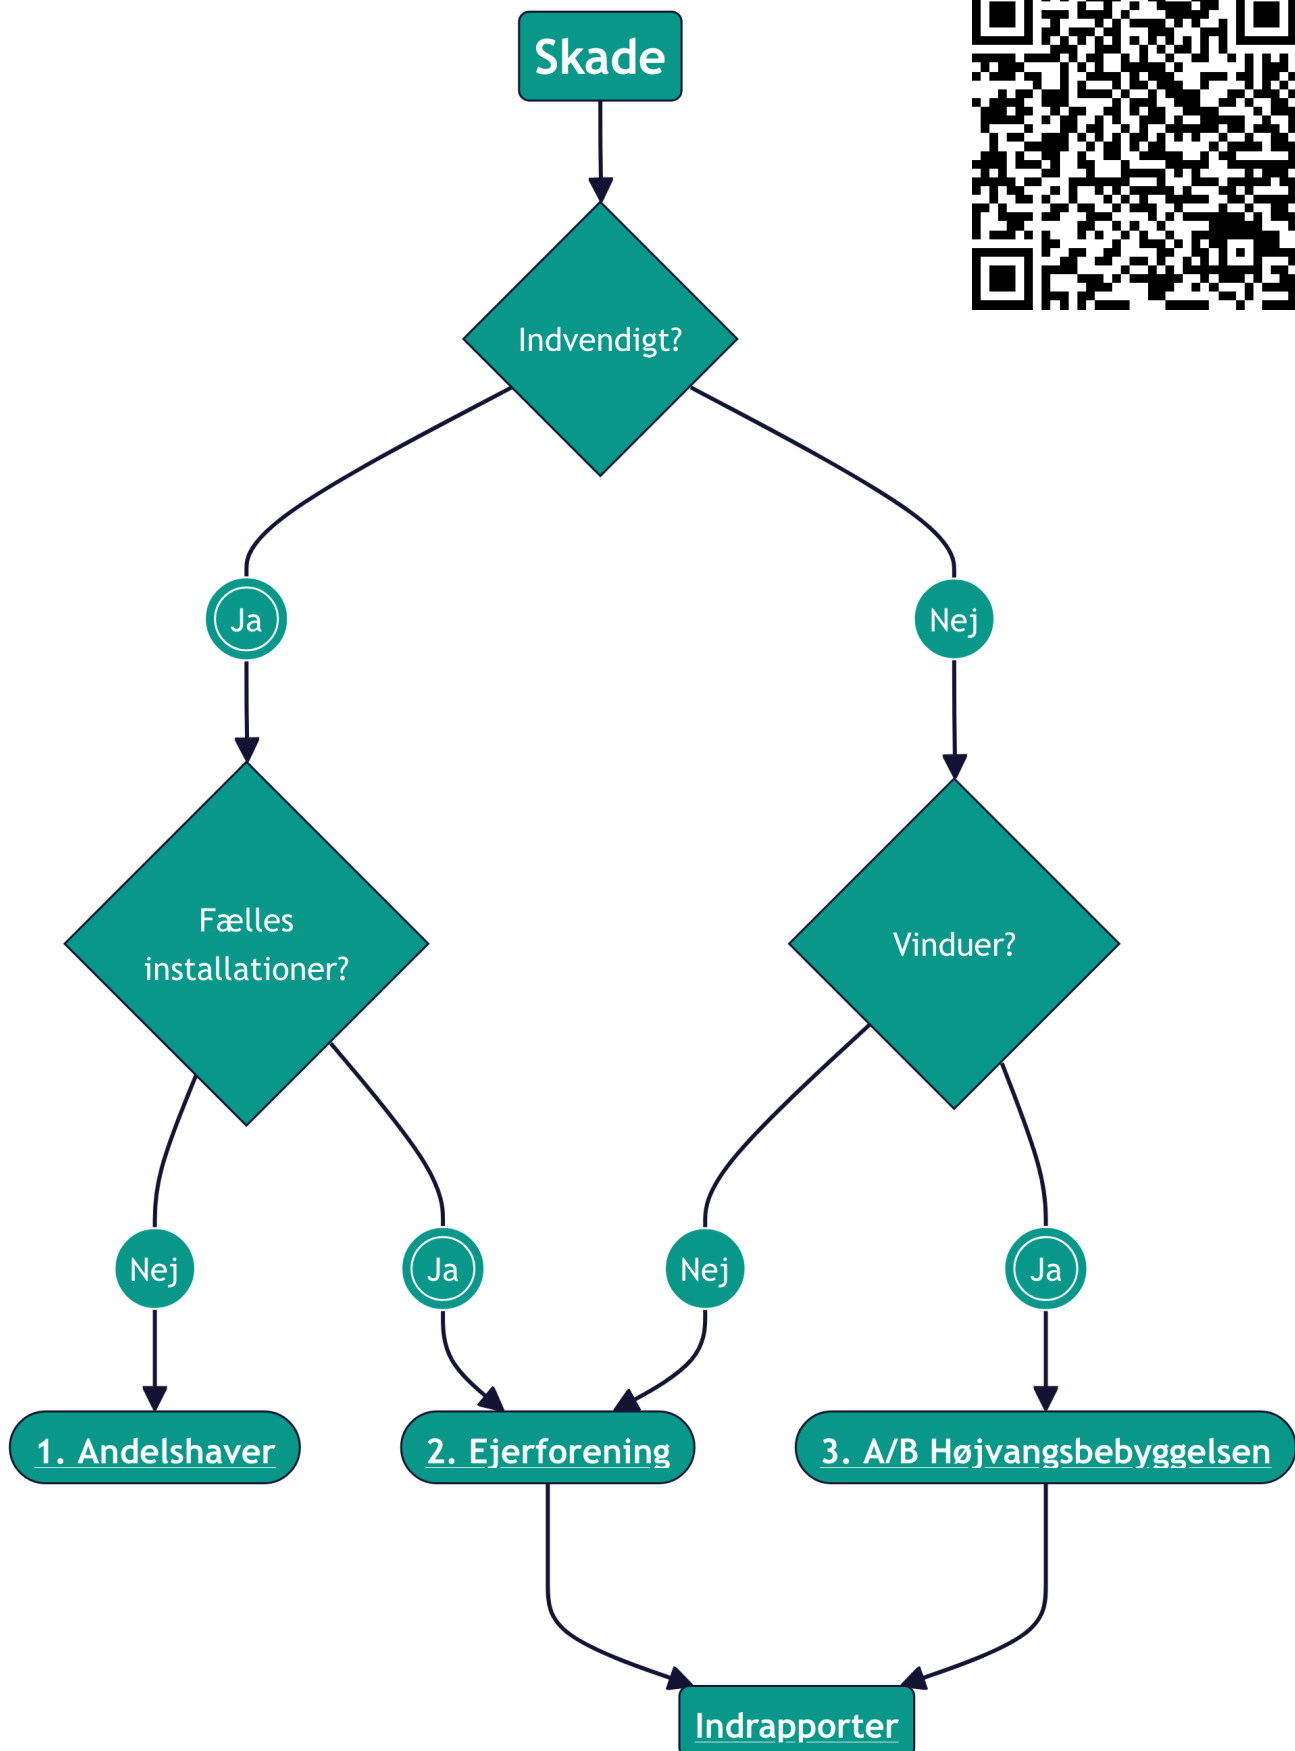 Skade
Indvendigt?
Ja
Nej
Fælles
installationer?
Vinduer?
Nej
Ja
Nej
Ja
1. Andelshaver
2. Ejerforening
3. A/B Højvangsbebyggelsen
Indrapporter